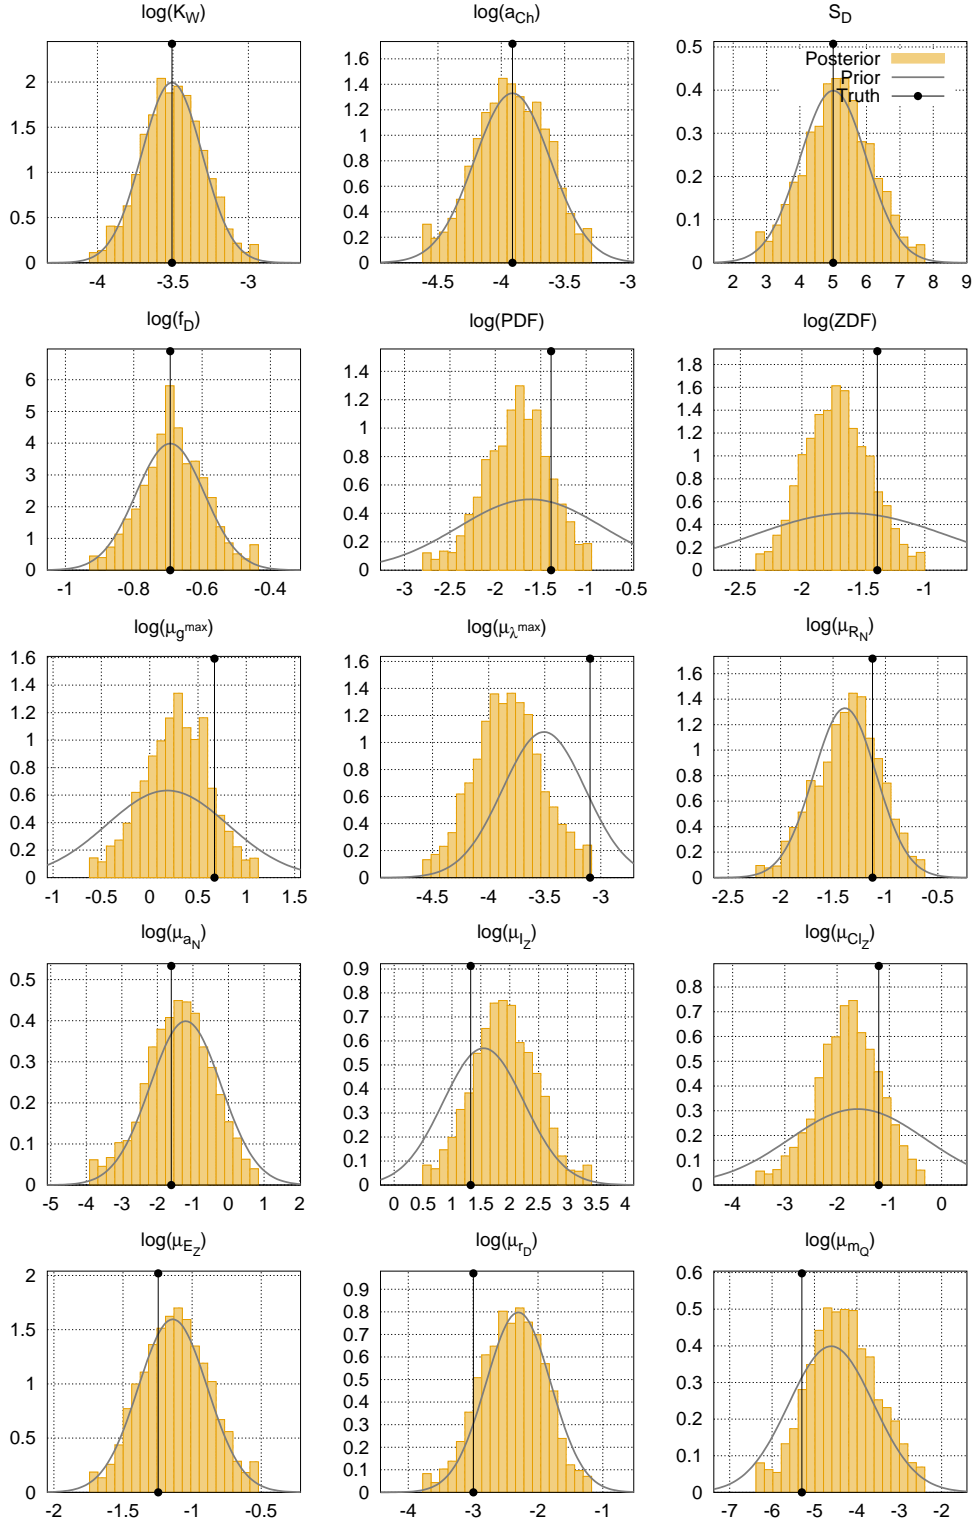 log(K_W) log(a_Ch) S_D
2 1.5 1 0.5 0
-4 -3.5 -3
1.6 1.4 1.2 1 0.8 0.6 0.4 0.2 0
-4.5 -4 -3.5 -3
0.5 0.4 0.3 0.2 0.1 0
2 3 4 5 6 7 8 9
Posterior
Prior
Truth
log(f_D) log(PDF) log(ZDF)
6 5 4 3 2 1 0
-1 -0.8 -0.6 -0.4
1.4 1.2 1 0.8 0.6 0.4 0.2 0
-3 -2.5 -2 -1.5 -1 -0.5
1.8 1.6 1.4 1.2 1 0.8 0.6 0.4 0.2 0
-2.5 -2 -1.5 -1
log(μ_g^max) log(μ_λ^max) log(μ_R_N)
1.6 1.4 1.2 1 0.8 0.6 0.4 0.2 0
-1 -0.5 0 0.5 1 1.5
1.6 1.4 1.2 1 0.8 0.6 0.4 0.2 0
-4.5 -4 -3.5 -3
1.6 1.4 1.2 1 0.8 0.6 0.4 0.2 0
-2.5 -2 -1.5 -1 -0.5
log(μ_a_N) log(μ_I_Z) log(μ_Cl_Z)
0.5 0.4 0.3 0.2 0.1 0
-5 -4 -3 -2 -1 0 1 2
0.9 0.8 0.7 0.6 0.5 0.4 0.3 0.2 0.1 0
0 0.5 1 1.5 2 2.5 3 3.5 4
0.8 0.7 0.6 0.5 0.4 0.3 0.2 0.1 0
-4 -3 -2 -1 0
log(μ_E_Z) log(μ_r_D) log(μ_m_Q)
2 1.5 1 0.5 0
-2 -1.5 -1 -0.5
0.9 0.8 0.7 0.6 0.5 0.4 0.3 0.2 0.1 0
-4 -3 -2 -1
0.6 0.5 0.4 0.3 0.2 0.1 0
-7 -6 -5 -4 -3 -2